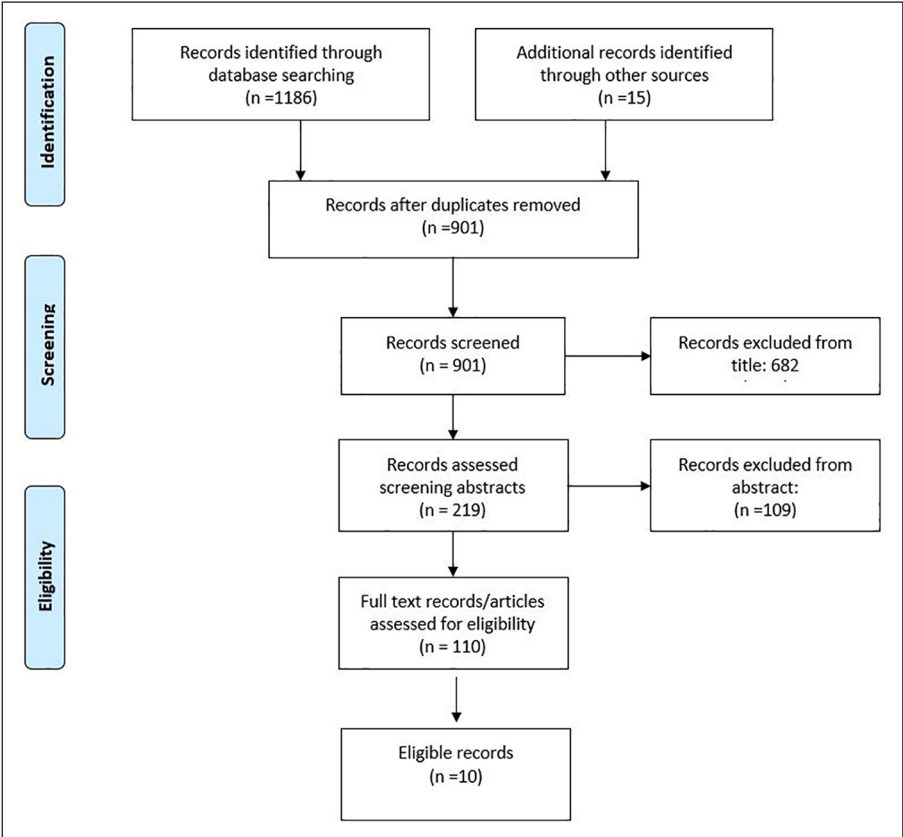 Identification
Records identified through
database searching
(n =1186)
Additional records identified
through other sources
(n =15)
Records after duplicates removed
(n =901)
Screening
Records screened
(n = 901)
Records excluded from
title: 682
Records assessed
screening abstracts
(n = 219)
Records excluded from
abstract:
(n =109)
Eligibility
Full text records/articles
assessed for eligibility
(n = 110)
Eligible records
(n =10)